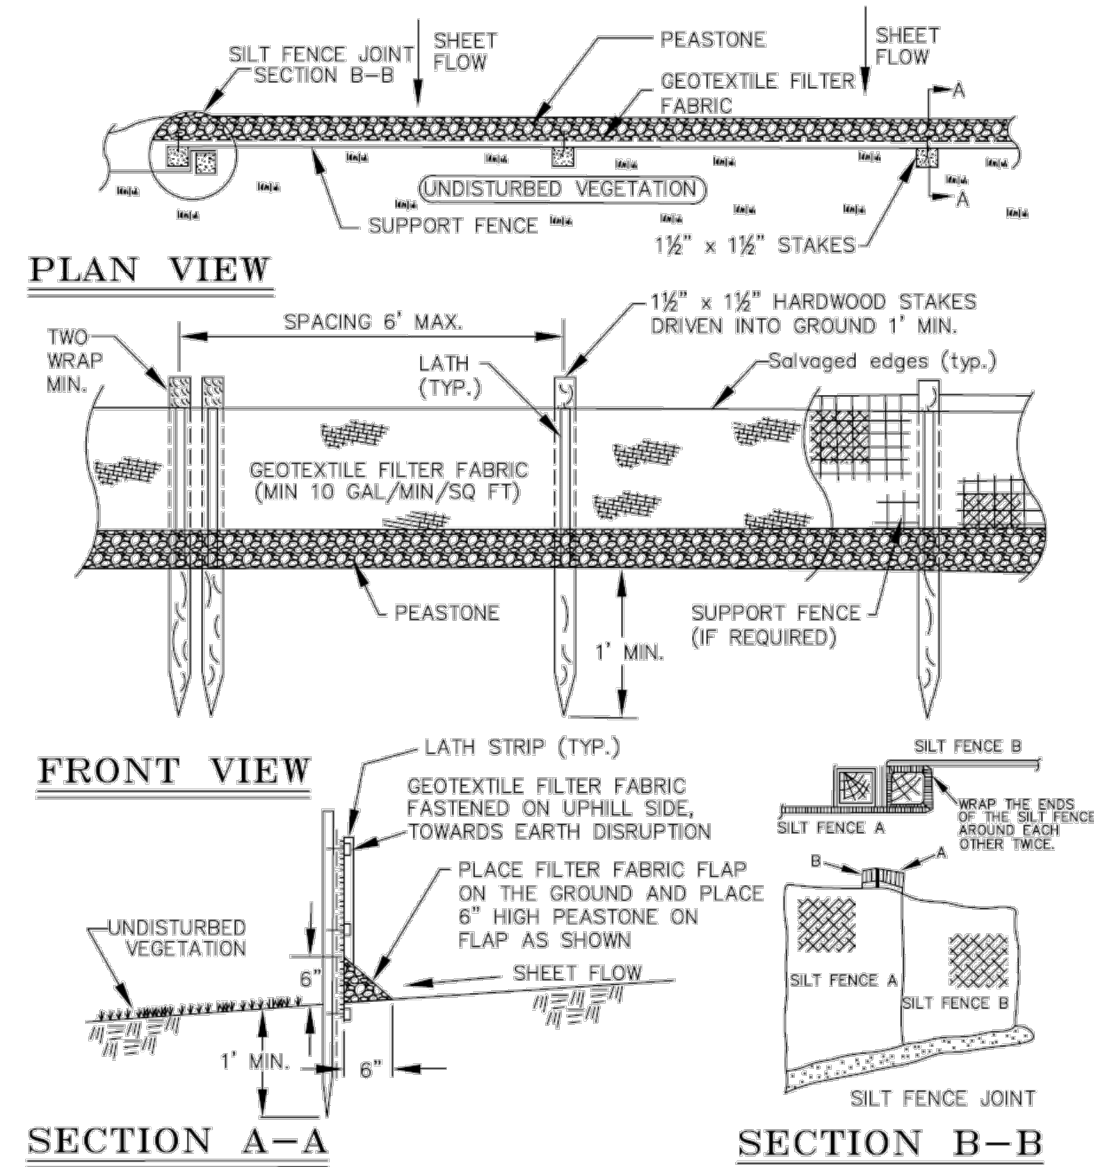 SILT FENCE JOINT
SECTION B-B
SHEET
FLOW
PEASTONE
GEOTEXTILE FILTER
FABRIC
SHEET
FLOW
A
UNDISTURBED VEGETATION
A
SUPPORT FENCE
1½" x 1½" STAKES
PLAN VIEW
TWO
WRAP
MIN.
SPACING 6' MAX.
LATH
(TYP.)
1½" x 1½" HARDWOOD STAKES
DRIVEN INTO GROUND 1' MIN.
Salvaged edges (typ.)
GEOTEXTILE FILTER FABRIC
(MIN 10 GAL/MIN/SQ FT)
PEASTONE
1' MIN.
SUPPORT FENCE
(IF REQUIRED)
FRONT VIEW
LATH STRIP (TYP.)
GEOTEXTILE FILTER FABRIC
FASTENED ON UPHILL SIDE,
TOWARDS EARTH DISRUPTION
PLACE FILTER FABRIC FLAP
ON THE GROUND AND PLACE
6" HIGH PEASTONE ON
FLAP AS SHOWN
UNDISTURBED
VEGETATION
6"
SHEET FLOW
1' MIN.
6"
SECTION A-A
SILT FENCE B
SILT FENCE A
WRAP THE ENDS
OF THE SILT FENCE
AROUND EACH
OTHER TWICE.
B
A
SILT FENCE A
SILT FENCE B
SILT FENCE JOINT
SECTION B-B